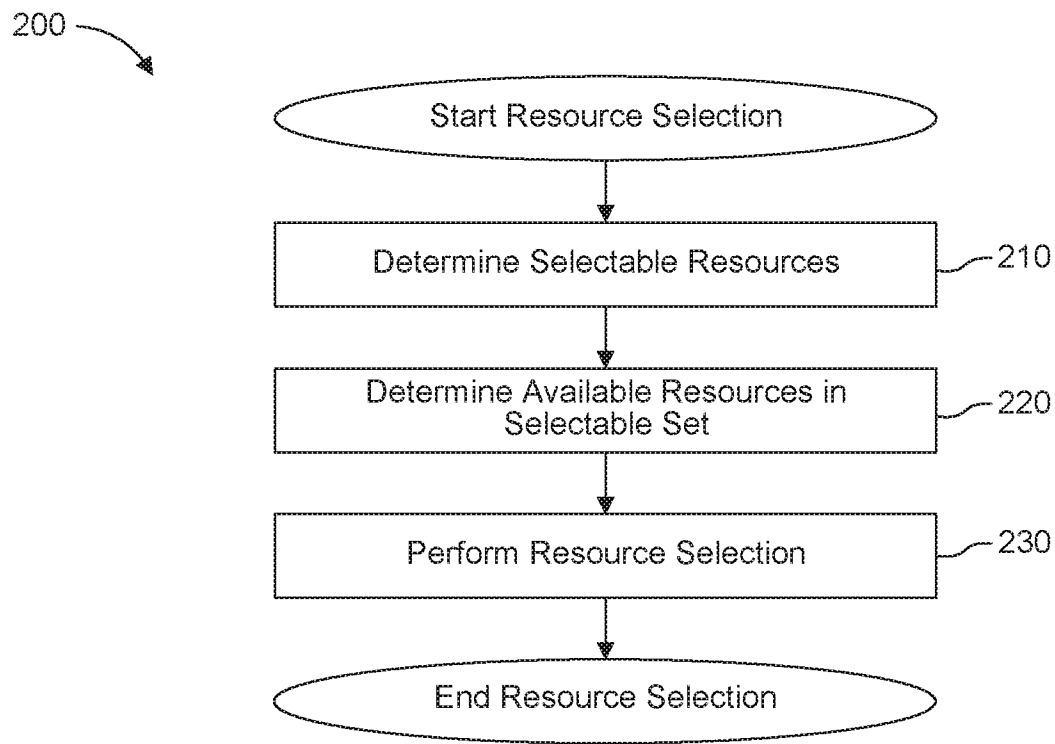 200
Start Resource Selection
Determine Selectable Resources
210
Determine Available Resources in
Selectable Set
220
Perform Resource Selection
230
End Resource Selection